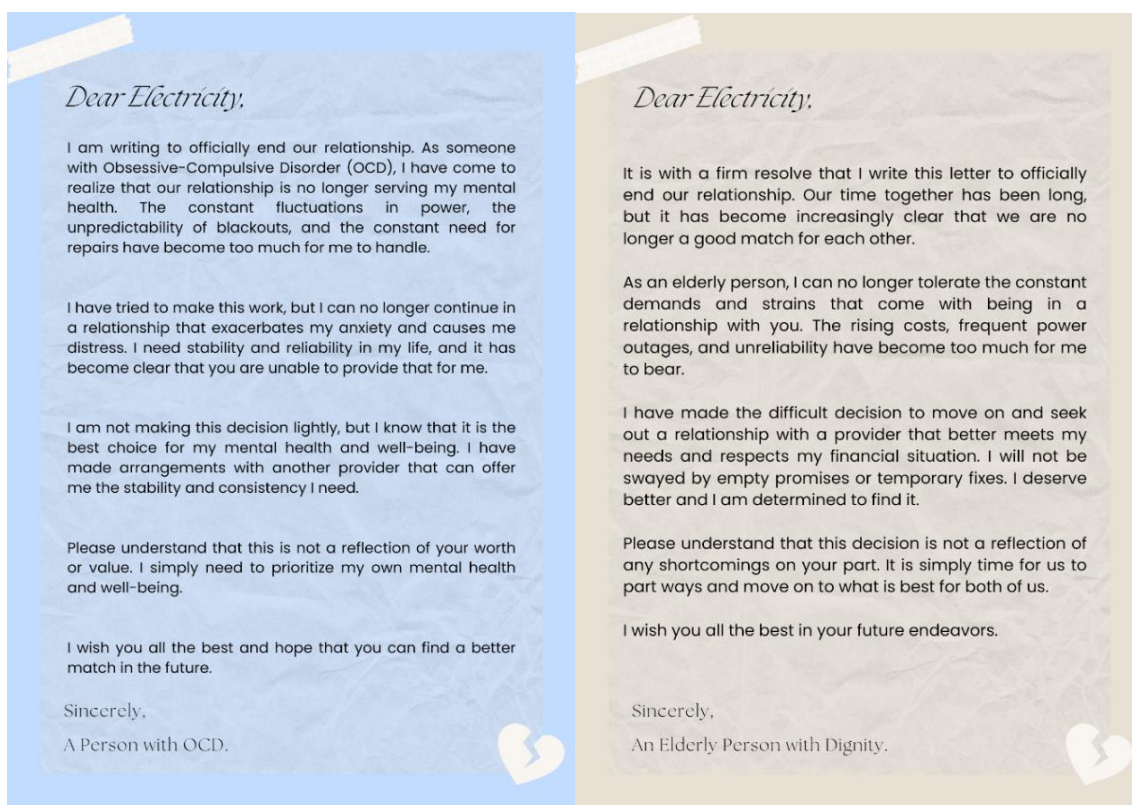 Dear Electricity,
I am writing to officially end our relationship. As someone
with Obsessive-Compulsive Disorder (OCD), I have come to
realize that our relationship is no longer serving my mental
health. The constant fluctuations in power, the
unpredictability of blackouts, and the constant need for
repairs have become too much for me to handle.
I have tried to make this work, but I can no longer continue in
a relationship that exacerbates my anxiety and causes me
distress. I need stability and reliability in my life, and it has
become clear that you are unable to provide that for me.
I am not making this decision lightly, but I know that it is the
best choice for my mental health and well-being. I have
made arrangements with another provider that can offer
me the stability and consistency I need.
Please understand that this is not a reflection of your worth
or value. I simply need to prioritize my own mental health
and well-being.
I wish you all the best and hope that you can find a better
match in the future.
Sincerely,
A Person with OCD.
Dear Electricity,
It is with a firm resolve that I write this letter to officially
end our relationship. Our time together has been long,
but it has become increasingly clear that we are no
longer a good match for each other.
As an elderly person, I can no longer tolerate the constant
demands and strains that come with being in a
relationship with you. The rising costs, frequent power
outages, and unreliability have become too much for me
to bear.
I have made the difficult decision to move on and seek
out a relationship with a provider that better meets my
needs and respects my financial situation. I will not be
swayed by empty promises or temporary fixes. I deserve
better and I am determined to find it.
Please understand that this decision is not a reflection of
any shortcomings on your part. It is simply time for us to
part ways and move on to what is best for both of us.
I wish you all the best in your future endeavors.
Sincerely,
An Elderly Person with Dignity.